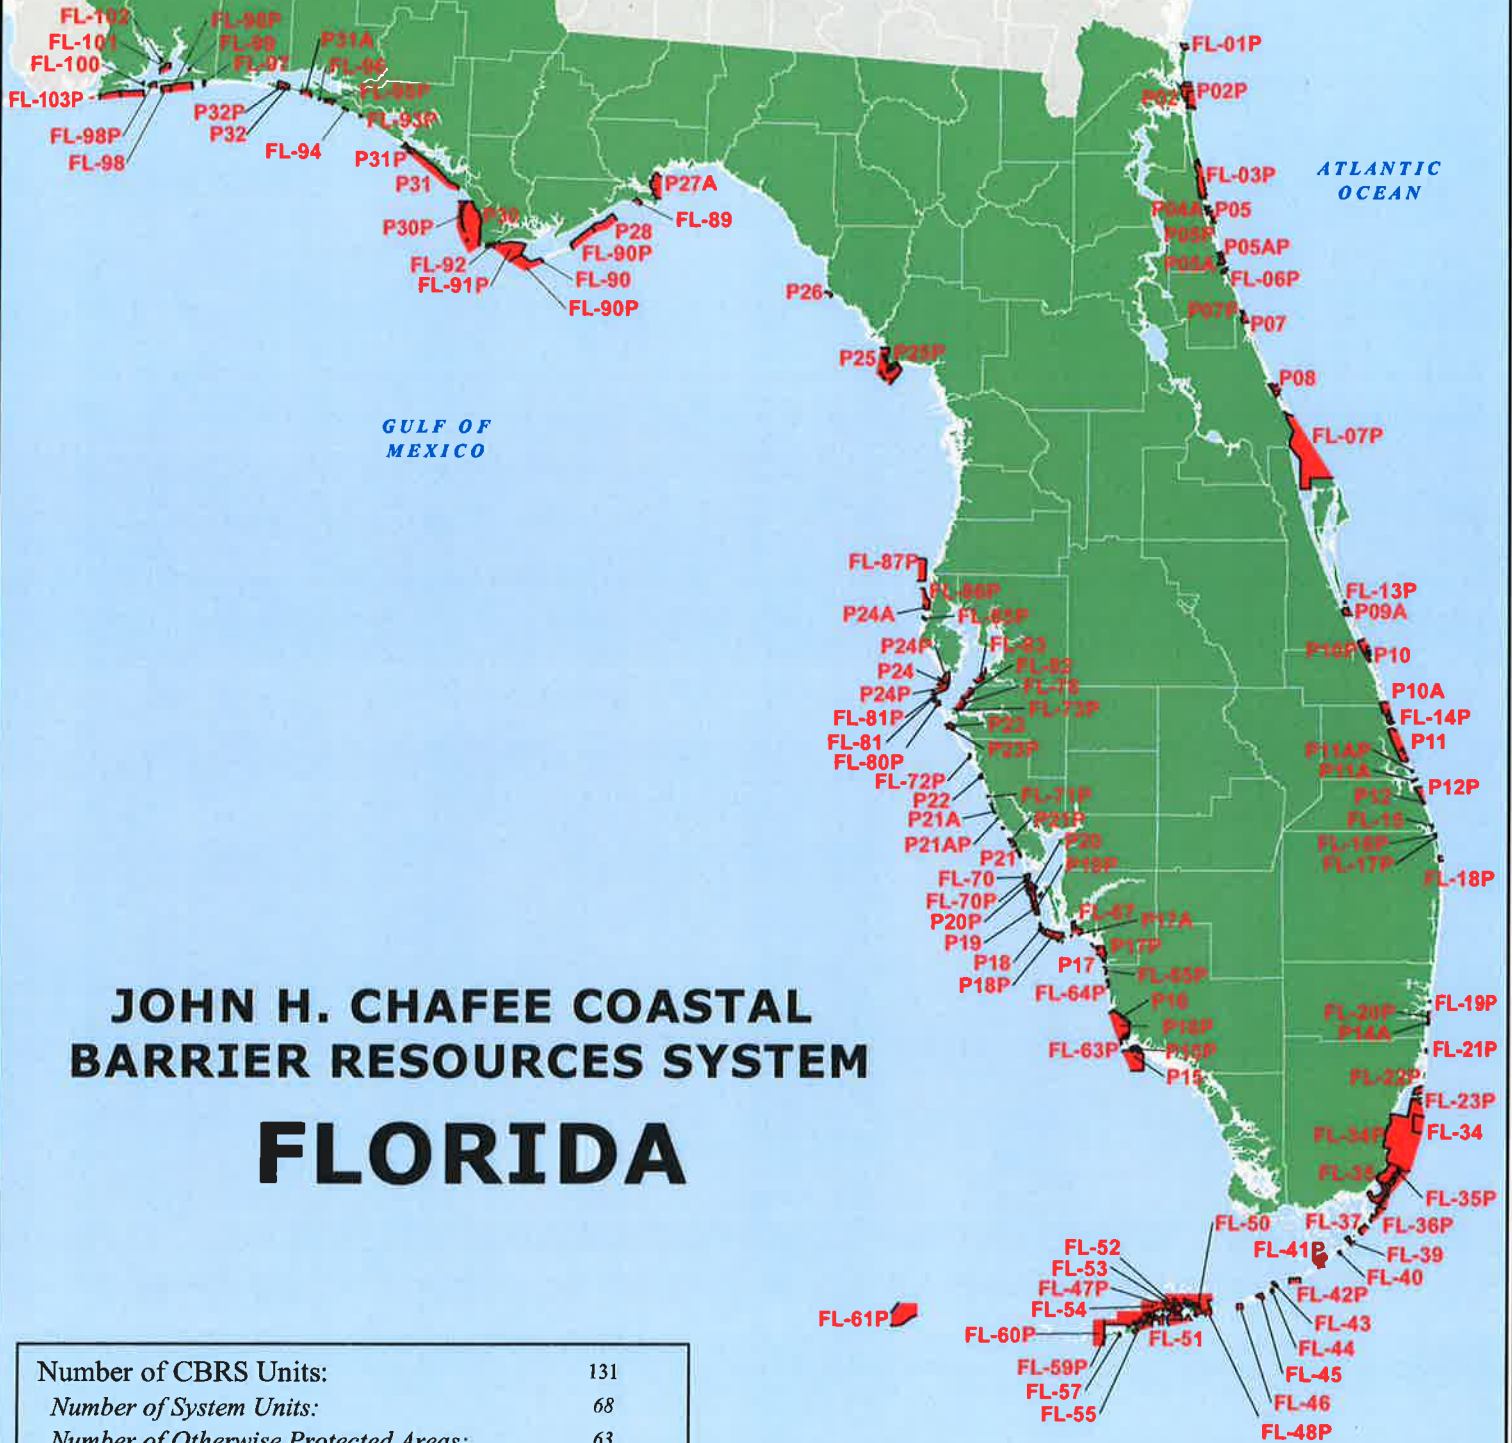 FL-102
FL-98P
FL-101
FL-99
P31A
FL-01P
FL-100
FL-97
FL-96
FL-103P
FL-95P
P02
P02P
P32P
P32
FL-93P
FL-98P
FL-98
FL-94
P31P
P31
P27A
FL-03P
ATLANTIC
OCEAN
P30P
P30
FL-89
P04A
P05
P28
P05P
FL-90P
P05AP
FL-92
P05A
FL-91P
FL-90
FL-06P
P26
FL-90P
P07P
P07
P25
P25P
P08
GULF OF
MEXICO
FL-07P
FL-87P
FL-86P
FL-13P
P24A
FL-85P
P09A
P24P
FL-83
P10P
P10
P24
FL-82
P24P
FL-78
P10A
FL-81P
FL-73P
FL-14P
FL-81
P23
P11
FL-80P
P23P
P11AP
FL-72P
P11A
P12P
P22
FL-71P
P12
P21A
P21P
FL-15
P21AP
P20
FL-16P
P21
P19P
FL-17P
FL-70
FL-18P
FL-70P
P20P
FL-67
P17A
P19
P17P
P18
P17
P18P
FL-65P
FL-64P
P16
FL-19P
FL-20P
P16P
P14A
FL-63P
P15P
FL-21P
P15
FL-22P
FL-23P
FL-34P
FL-34
FL-35
FL-35P
FL-50
FL-37
FL-36P
FL-52
FL-41P
FL-39
FL-53
FL-40
FL-47P
FL-42P
FL-54
FL-61P
FL-43
FL-60P
FL-51
FL-44
FL-59P
FL-45
FL-57
FL-46
FL-55
FL-48P
JOHN H. CHAFEE COASTAL
BARRIER RESOURCES SYSTEM
FLORIDA
Number of CBRS Units: 131
Number of System Units: 68
Number of Otherwise Protected Areas: 63